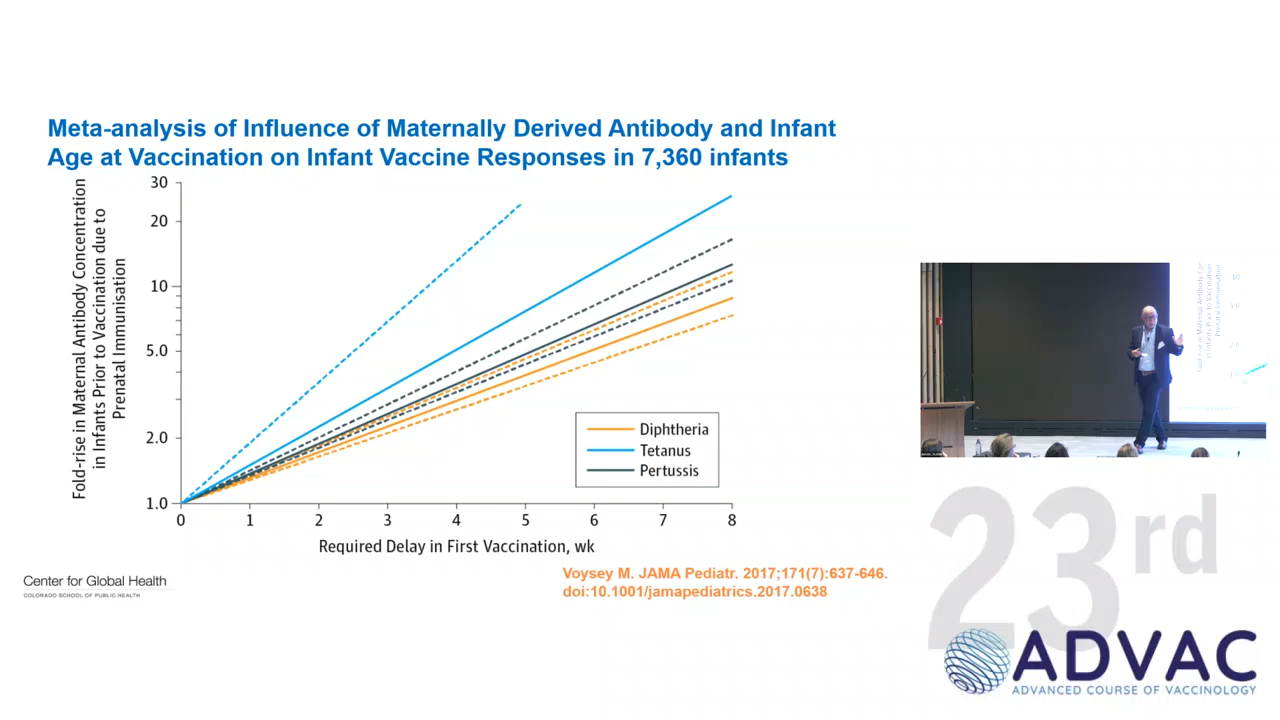 Meta-analysis of Influence of Maternally Derived Antibody and Infant
Age at Vaccination on Infant Vaccine Responses in 7,360 infants
Fold-rise in Maternal Antibody Concentration
in Infants Prior to Vaccination due to
Prenatal Immunisation
30
20
10
5.0
2.0
1.0
0 1 2 3 4 5 6 7 8
Required Delay in First Vaccination, wk
Diphtheria
Tetanus
Pertussis
Voysey M. JAMA Pediatr. 2017;171(7):637-646.
doi:10.1001/jamapediatrics.2017.0638
Center for Global Health
COLORADO SCHOOL OF PUBLIC HEALTH
23rd
ADVAC
ADVANCED COURSE OF VACCINOLOGY